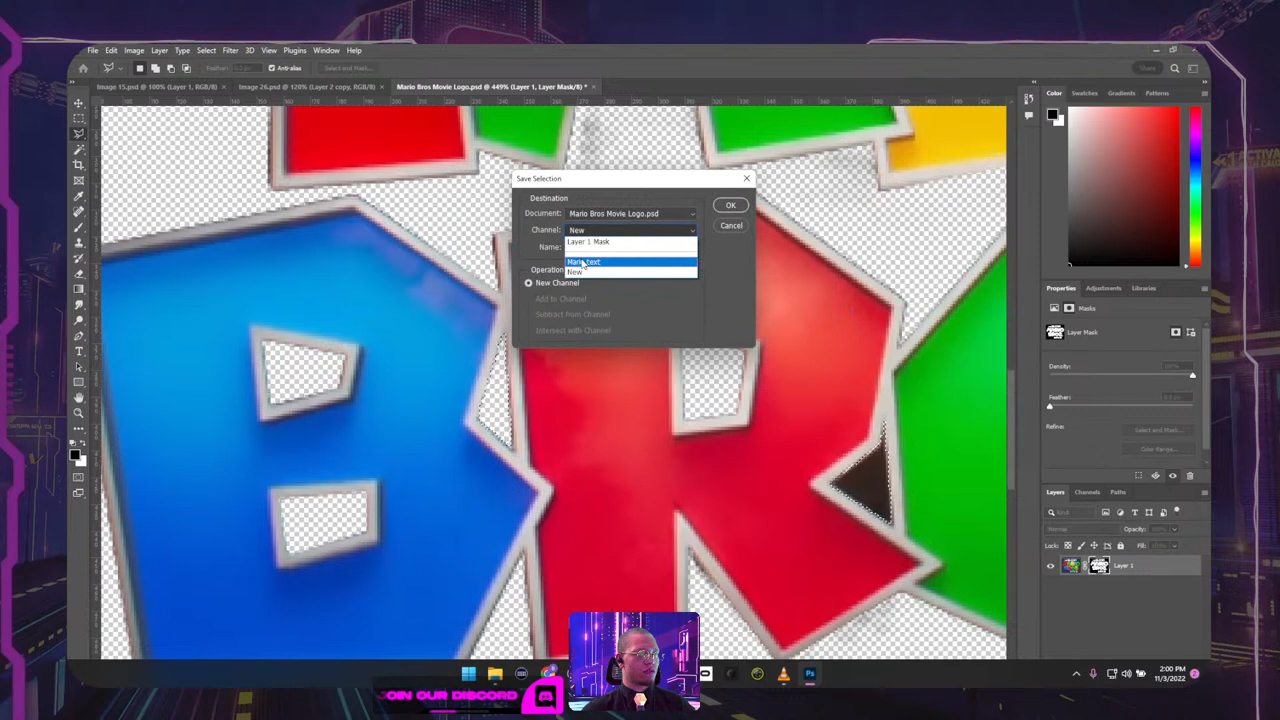 File Edit Image Layer Type Select Filter 3D View Plugins Window Help
Anti-alias Select and Mask...
Share
Image 15.psd @ 100% (Layer 1, RGB/8) × Image 26.psd @ 120% (Layer 2 copy, RGB/8) × Mario Bros Movie Logo.psd @ 449% (Layer 1, Layer Mask/8) * ×
Color Swatches Gradients Patterns
Save Selection
Destination
Document: Mario Bros Movie Logo.psd
Channel: New
Name:
Layer 1 Mask
Mario text
New
Operation
New Channel
Add to Channel
Subtract from Channel
Intersect with Channel
OK
Cancel
BR
Properties Adjustments Libraries
Masks
Layer Mask
Density:
Feather:
Refine:
Select and Mask...
Color Range...
Layers Channels Paths
Kind
Normal Opacity:
Lock: Fill:
Layer 1
Ps
2:00 PM
11/3/2022
OIN OUR DISCORD